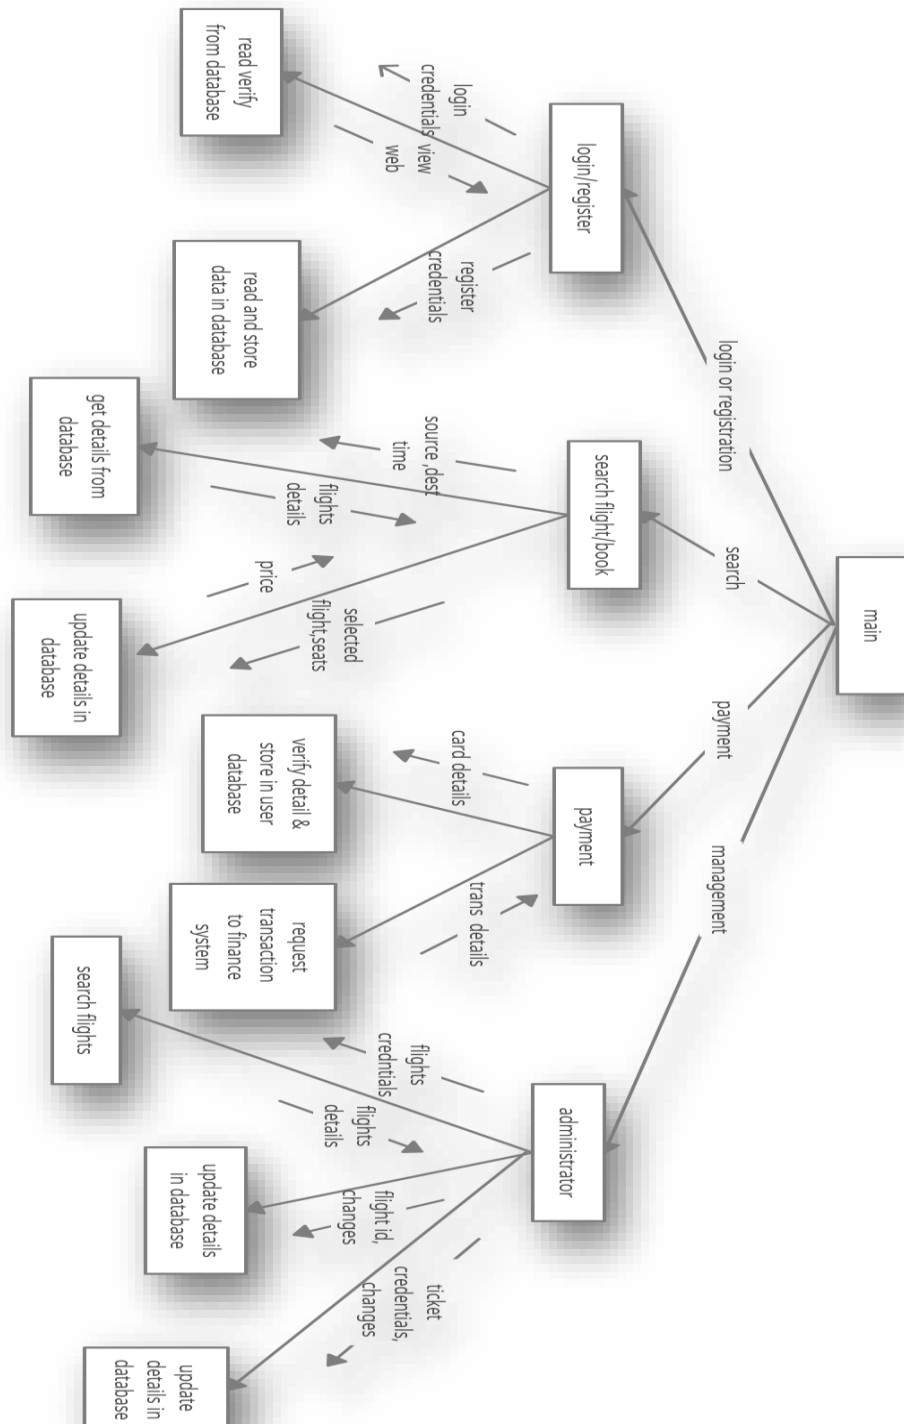 main
login or registration
search
payment
management
login/register
search flight/book
payment
administrator
login
credentials
view
web
register
credentials
source ,dest
time
flights
details
price
selected
flight,seats
card details
trans details
flights
credntials
flights
details
flight id,
changes
ticket
credentials,
changes
read verify
from database
read and store
data in database
get details from
database
update details in
database
verify detail &
store in user
database
request
transaction
to finance
system
search flights
update details
in database
update
details in
database